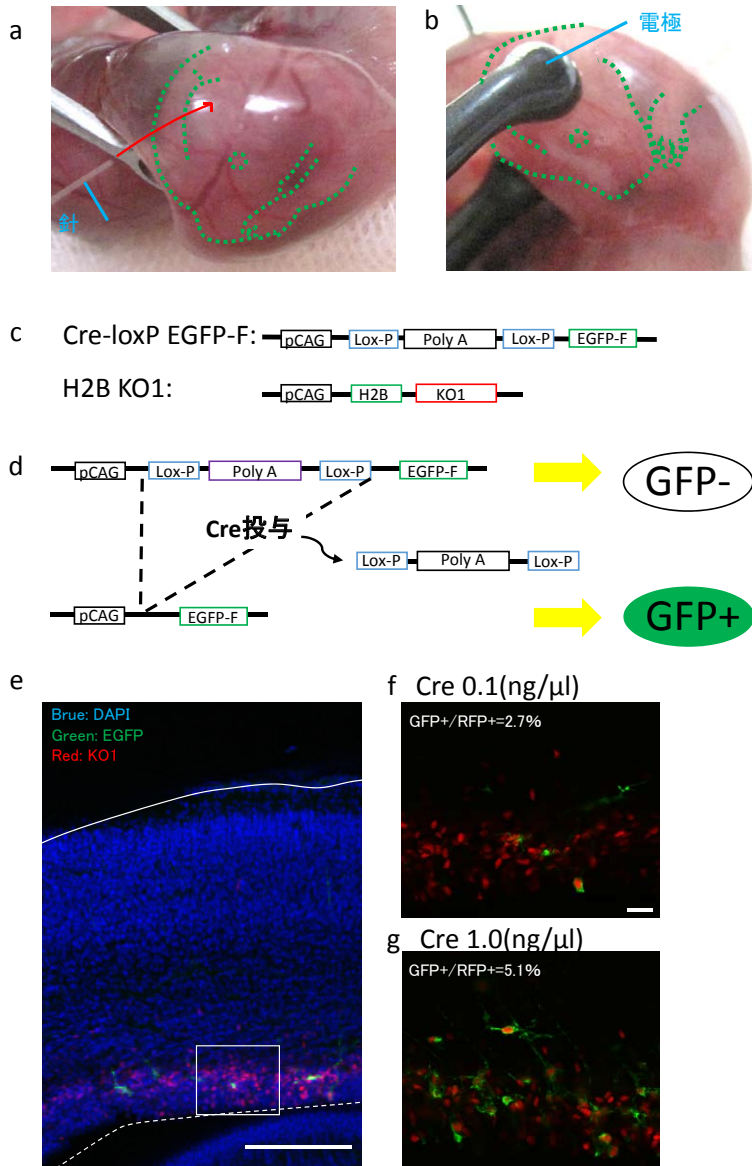 a
針
b
電極
c
Cre-loxP EGFP-F:
pCAG Lox-P Poly A Lox-P EGFP-F
H2B KO1:
pCAG H2B KO1
d
pCAG Lox-P Poly A Lox-P EGFP-F
GFP-
Cre投与
Lox-P Poly A Lox-P
pCAG EGFP-F
GFP+
e
Brue: DAPI
Green: EGFP
Red: KO1
f Cre 0.1(ng/μl)
GFP+/RFP+=2.7%
g Cre 1.0(ng/μl)
GFP+/RFP+=5.1%